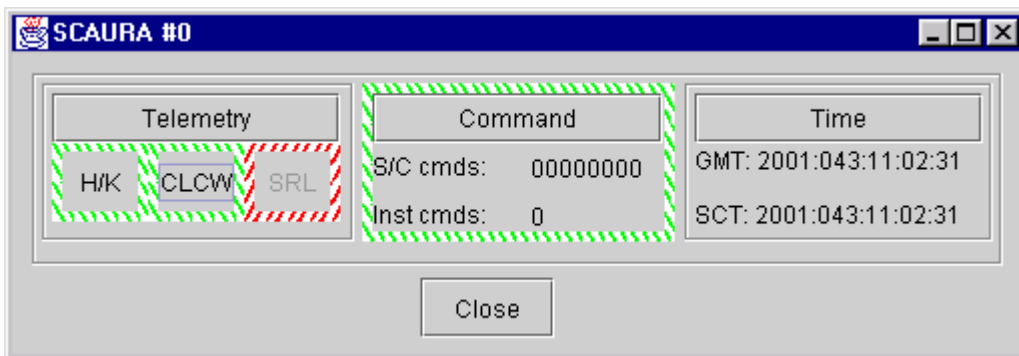 SCAURA #0
Telemetry
H/K CLCW SRL
Command
S/C cmds: 00000000
Inst cmds: 0
Time
GMT: 2001:043:11:02:31
SCT: 2001:043:11:02:31
Close